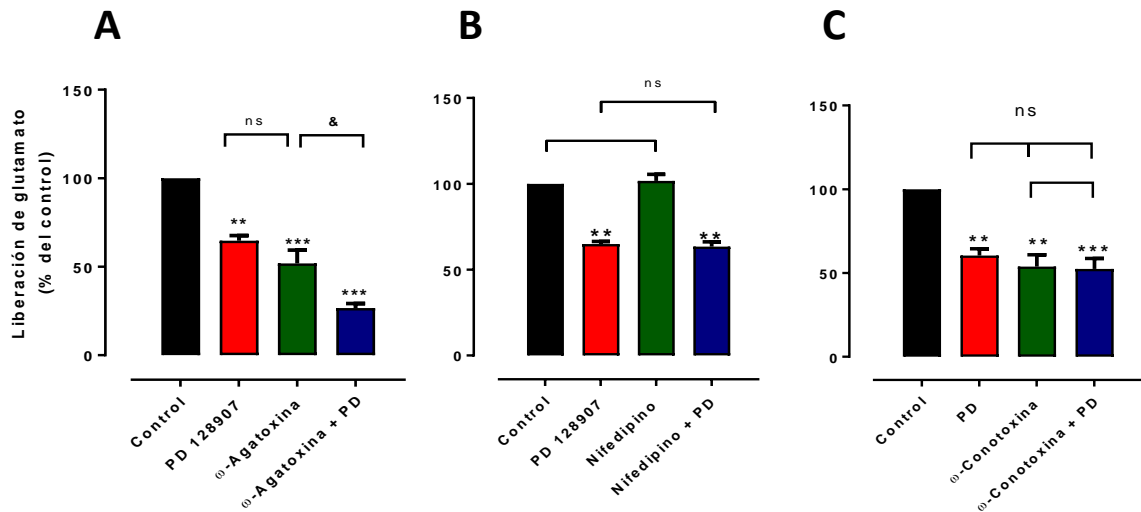 A
B
C
Liberación de glutamato
(% del control)
150
100
50
0
ns
&
**
***
***
Control
PD 128907
ω-Agatoxina
ω-Agatoxina + PD
150
100
50
0
ns
**
**
Control
PD 128907
Nifedipino
Nifedipino + PD
150
100
50
0
ns
**
**
***
Control
PD
ω-Conotoxina
ω-Conotoxina + PD